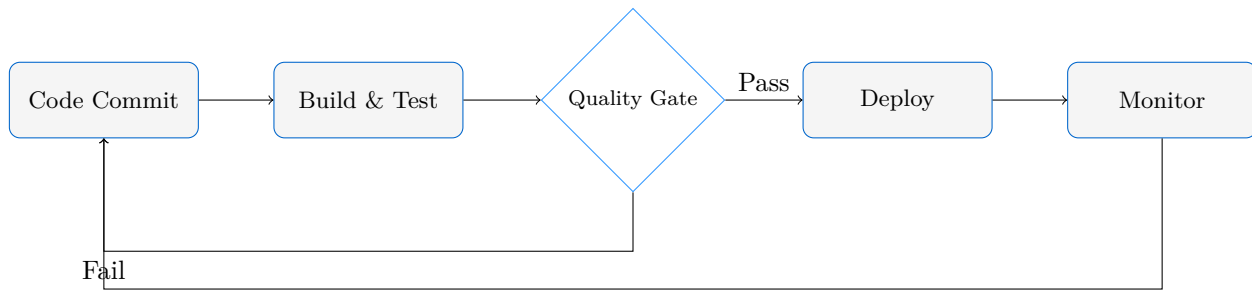 Code Commit
Build & Test
Quality Gate
Pass
Deploy
Monitor
Fail